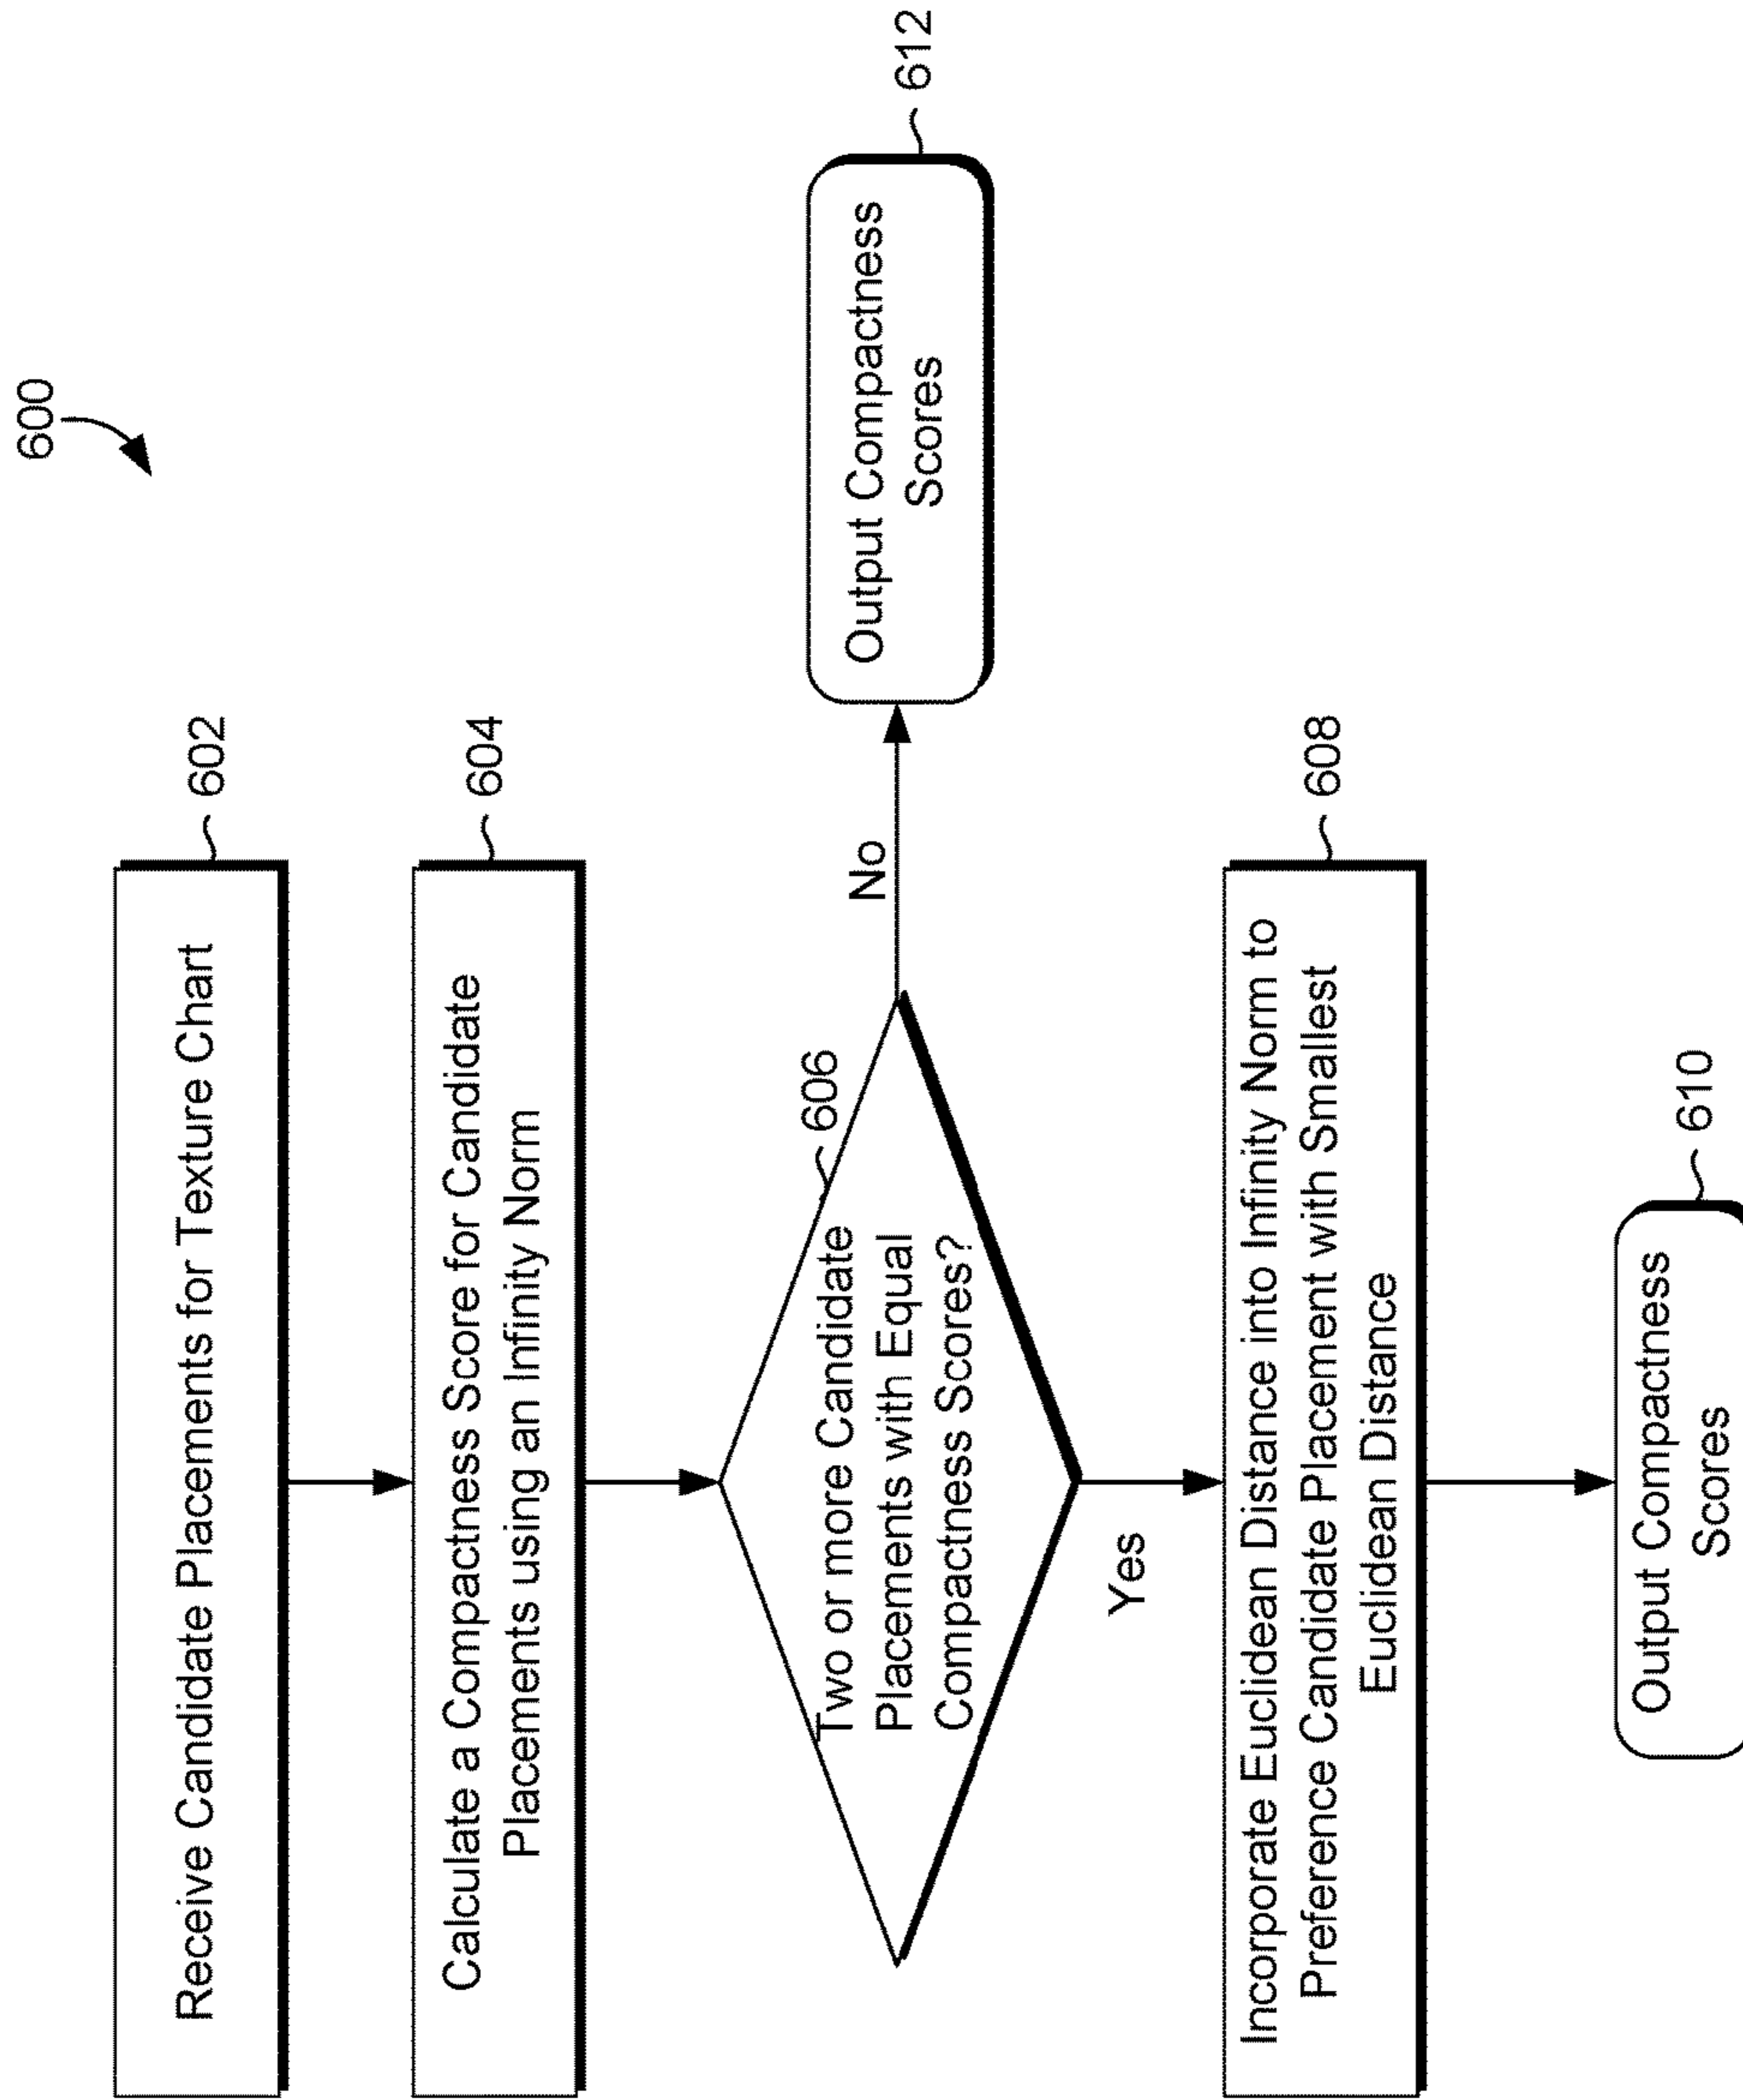 600
Receive Candidate Placements for Texture Chart
602
Calculate a Compactness Score for Candidate
Placements using an Infinity Norm
604
Two or more Candidate
Placements with Equal
Compactness Scores?
606
No
Output Compactness
Scores
612
Yes
Incorporate Euclidean Distance into Infinity Norm to
Preference Candidate Placement with Smallest
Euclidean Distance
608
Output Compactness
Scores
610